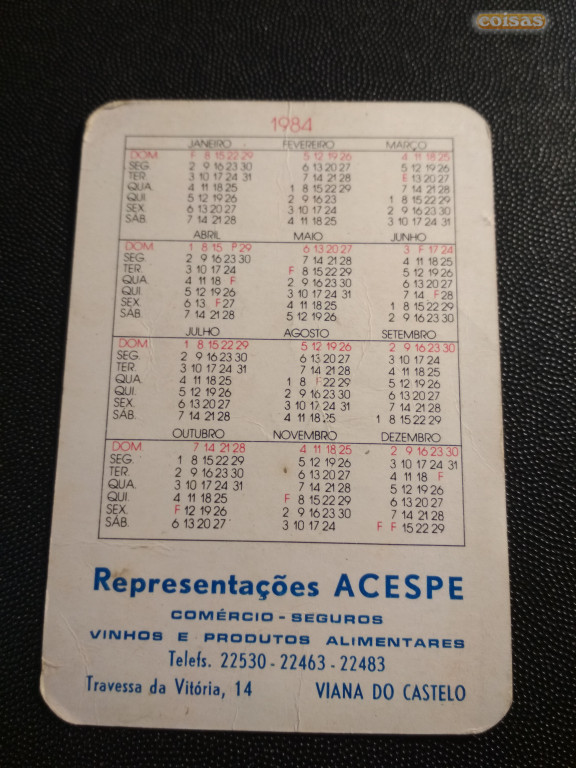 coisas
1984
JANEIRO FEVEREIRO MARÇO
DOM. F 8 15 22 29 5 12 19 26 4 11 18 25
SEG. 2 9 16 23 30 6 13 20 27 5 12 19 26
TER. 3 10 17 24 31 7 14 21 28 F 13 20 27
QUA. 4 11 18 25 1 8 15 22 29 7 14 21 28
QUI. 5 12 19 26 2 9 16 23 1 8 15 22 29
SEX. 6 13 20 27 3 10 17 24 2 9 16 23 30
SÁB. 7 14 21 28 4 11 18 25 3 10 17 24 31
ABRIL MAIO JUNHO
DOM. 1 8 15 P 29 6 13 20 27 3 F 17 24
SEG. 2 9 16 23 30 7 14 21 28 4 11 18 25
TER. 3 10 17 24 F 8 15 22 29 5 12 19 26
QUA. 4 11 18 F 2 9 16 23 30 6 13 20 27
QUI. 5 12 19 26 3 10 17 24 31 7 14 F 28
SEX. 6 13 F 27 4 11 18 25 1 8 15 22 29
SÁB. 7 14 21 28 5 12 19 26 2 9 16 23 30
JULHO AGOSTO SETEMBRO
DOM. 1 8 15 22 29 5 12 19 26 2 9 16 23 30
SEG. 2 9 16 23 30 6 13 20 27 3 10 17 24
TER. 3 10 17 24 31 7 14 21 28 4 11 18 25
QUA. 4 11 18 25 1 8 F 22 29 5 12 19 26
QUI. 5 12 19 26 2 9 16 23 30 6 13 20 27
SEX. 6 13 20 27 3 10 17 24 31 7 14 21 28
SÁB. 7 14 21 28 4 11 18 25 1 8 15 22 29
OUTUBRO NOVEMBRO DEZEMBRO
DOM. 7 14 21 28 4 11 18 25 2 9 16 23 30
SEG. 1 8 15 22 29 5 12 19 26 3 10 17 24 31
TER. 2 9 16 23 30 6 13 20 27 4 11 18 F
QUA. 3 10 17 24 31 7 14 21 28 5 12 19 26
QUI. 4 11 18 25 F 8 15 22 29 6 13 20 27
SEX. F 12 19 26 2 9 16 23 30 7 14 21 28
SÁB. 6 13 20 27 3 10 17 24 F F 15 22 29
Representações ACESPE
COMÉRCIO - SEGUROS
VINHOS E PRODUTOS ALIMENTARES
Telefs. 22530 - 22463 - 22483
Travessa da Vitória, 14 VIANA DO CASTELO